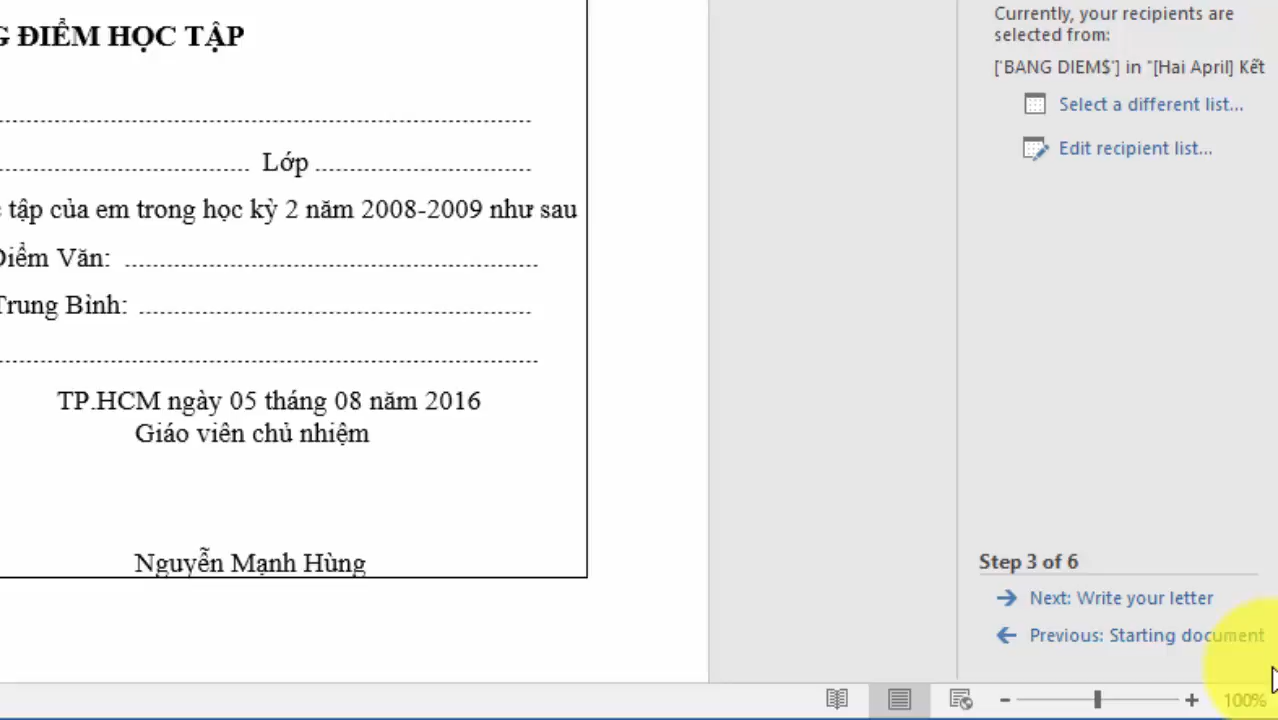 G ĐIỂM HỌC TẬP
Lớp
tập của em trong học kỳ 2 năm 2008-2009 như sau
Điểm Văn:
Trung Bình:
TP.HCM ngày 05 tháng 08 năm 2016
Giáo viên chủ nhiệm
Nguyễn Mạnh Hùng
Currently, your recipients are
selected from:
['BANG DIEM$'] in "[Hai April] Kết
Select a different list...
Edit recipient list...
Step 3 of 6
Next: Write your letter
Previous: Starting document
100%